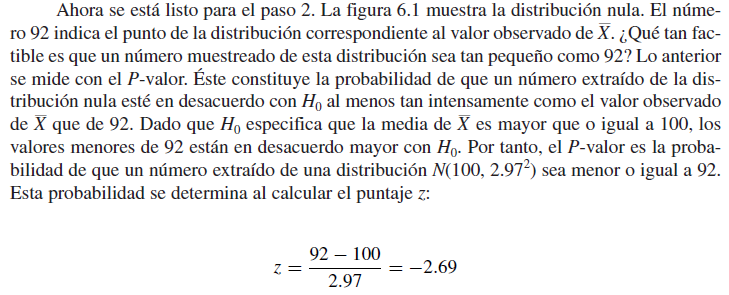 Ahora se está listo para el paso 2. La figura 6.1 muestra la distribución nula. El núme-
ro 92 indica el punto de la distribución correspondiente al valor observado de X̅. ¿Qué tan fac-
tible es que un número muestreado de esta distribución sea tan pequeño como 92? Lo anterior
se mide con el P-valor. Éste constituye la probabilidad de que un número extraído de la dis-
tribución nula esté en desacuerdo con H₀ al menos tan intensamente como el valor observado
de X̅ que de 92. Dado que H₀ especifica que la media de X̅ es mayor que o igual a 100, los
valores menores de 92 están en desacuerdo mayor con H₀. Por tanto, el P-valor es la proba-
bilidad de que un número extraído de una distribución N(100, 2.97²) sea menor o igual a 92.
Esta probabilidad se determina al calcular el puntaje z:
z = (92 − 100)/2.97 = −2.69